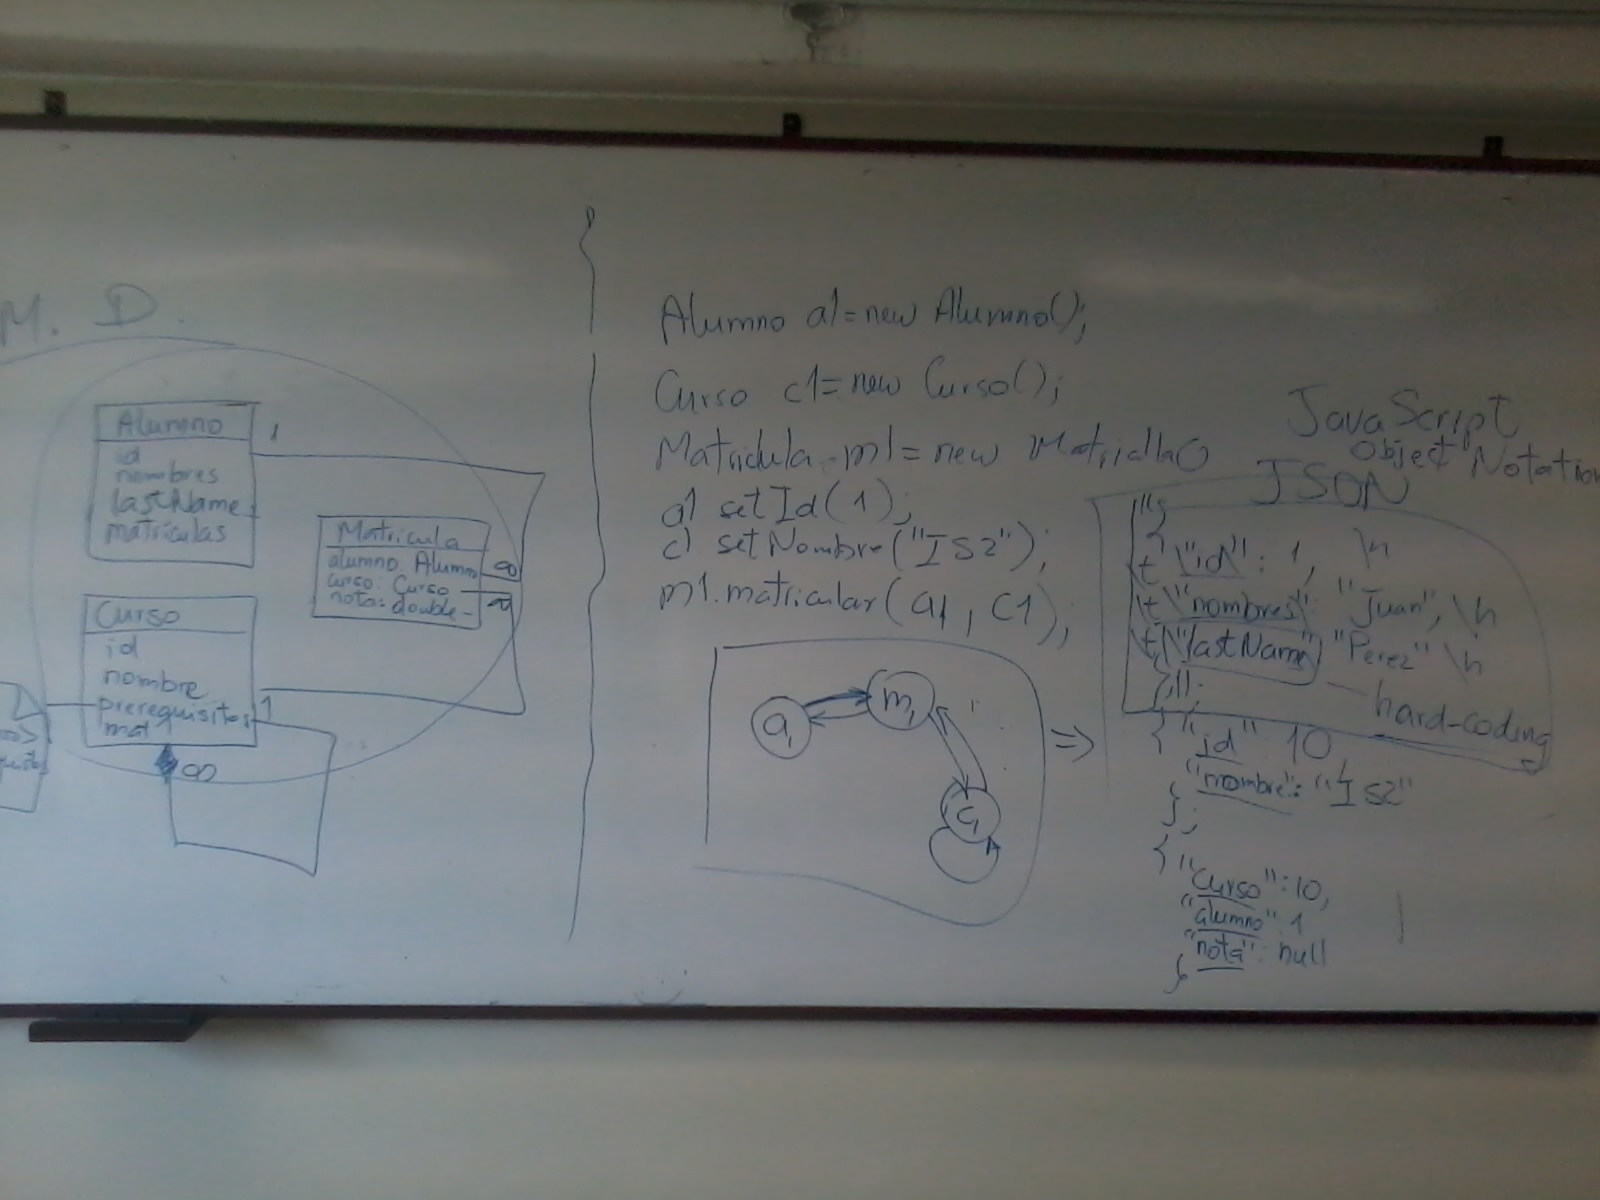 M. D.
Alumno
id
nombres
lastName
matriculas
1
Matricula
alumno: Alumn
curso: Curso
nota: double
∞
∞
Curso
id
nombre
prerequisitos
mat
1
∞
Alumno a1=new Alumno();
Curso c1=new Curso();
Matricula m1=new
a1 setId(1);
c1 setNombre("IS2");
m1.matricular(a1, c1);
a1
m1
c1
⇒
JavaScript
Object Notation
JSON
"{
\t \"id\": 1, \n
\t \"nombres\": "Juan", \n
\t \"lastName\" "Perez" \n
}";
hard-coding
{ "id" 10
"nombre": "IS2"
};
{ "curso":10,
"alumno" 1
"nota": null
}